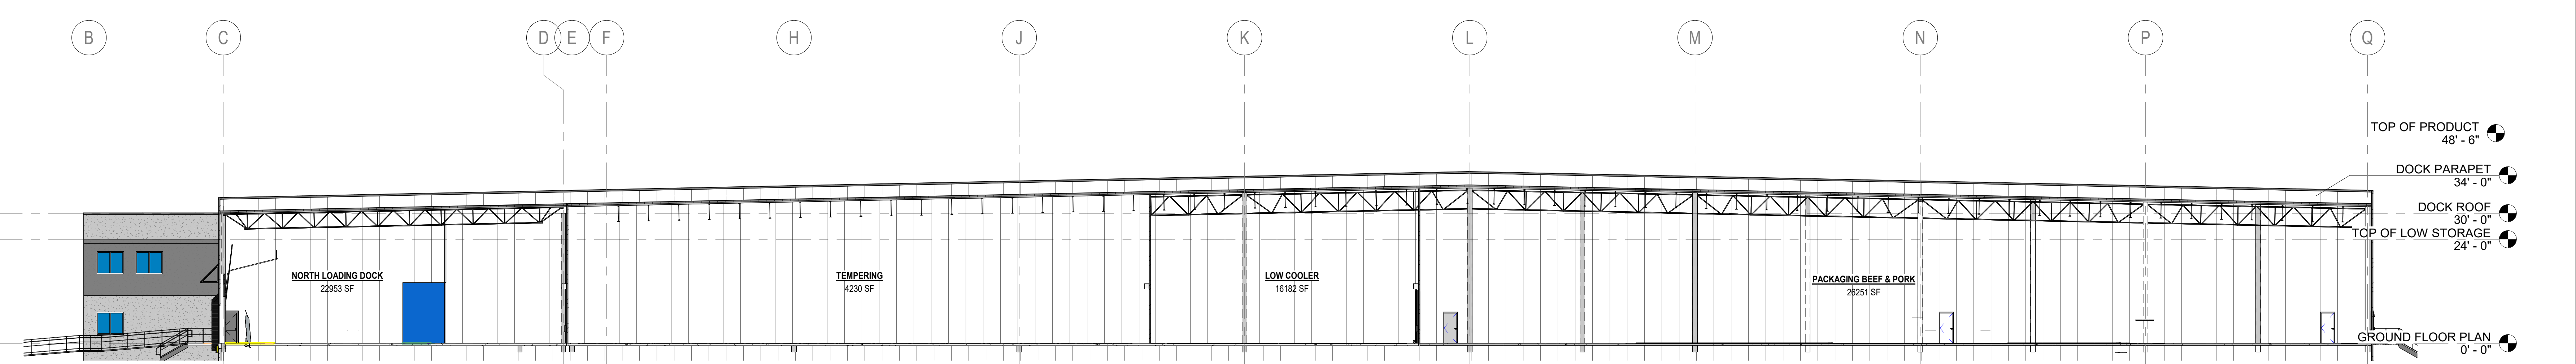 B C D E F H J K L M N P Q
TOP OF PRODUCT
48' - 6"
DOCK PARAPET
34' - 0"
DOCK ROOF
30' - 0"
TOP OF LOW STORAGE
24' - 0"
NORTH LOADING DOCK
22953 SF
TEMPERING
4230 SF
LOW COOLER
16182 SF
PACKAGING BEEF & PORK
26251 SF
GROUND FLOOR PLAN
0' - 0"